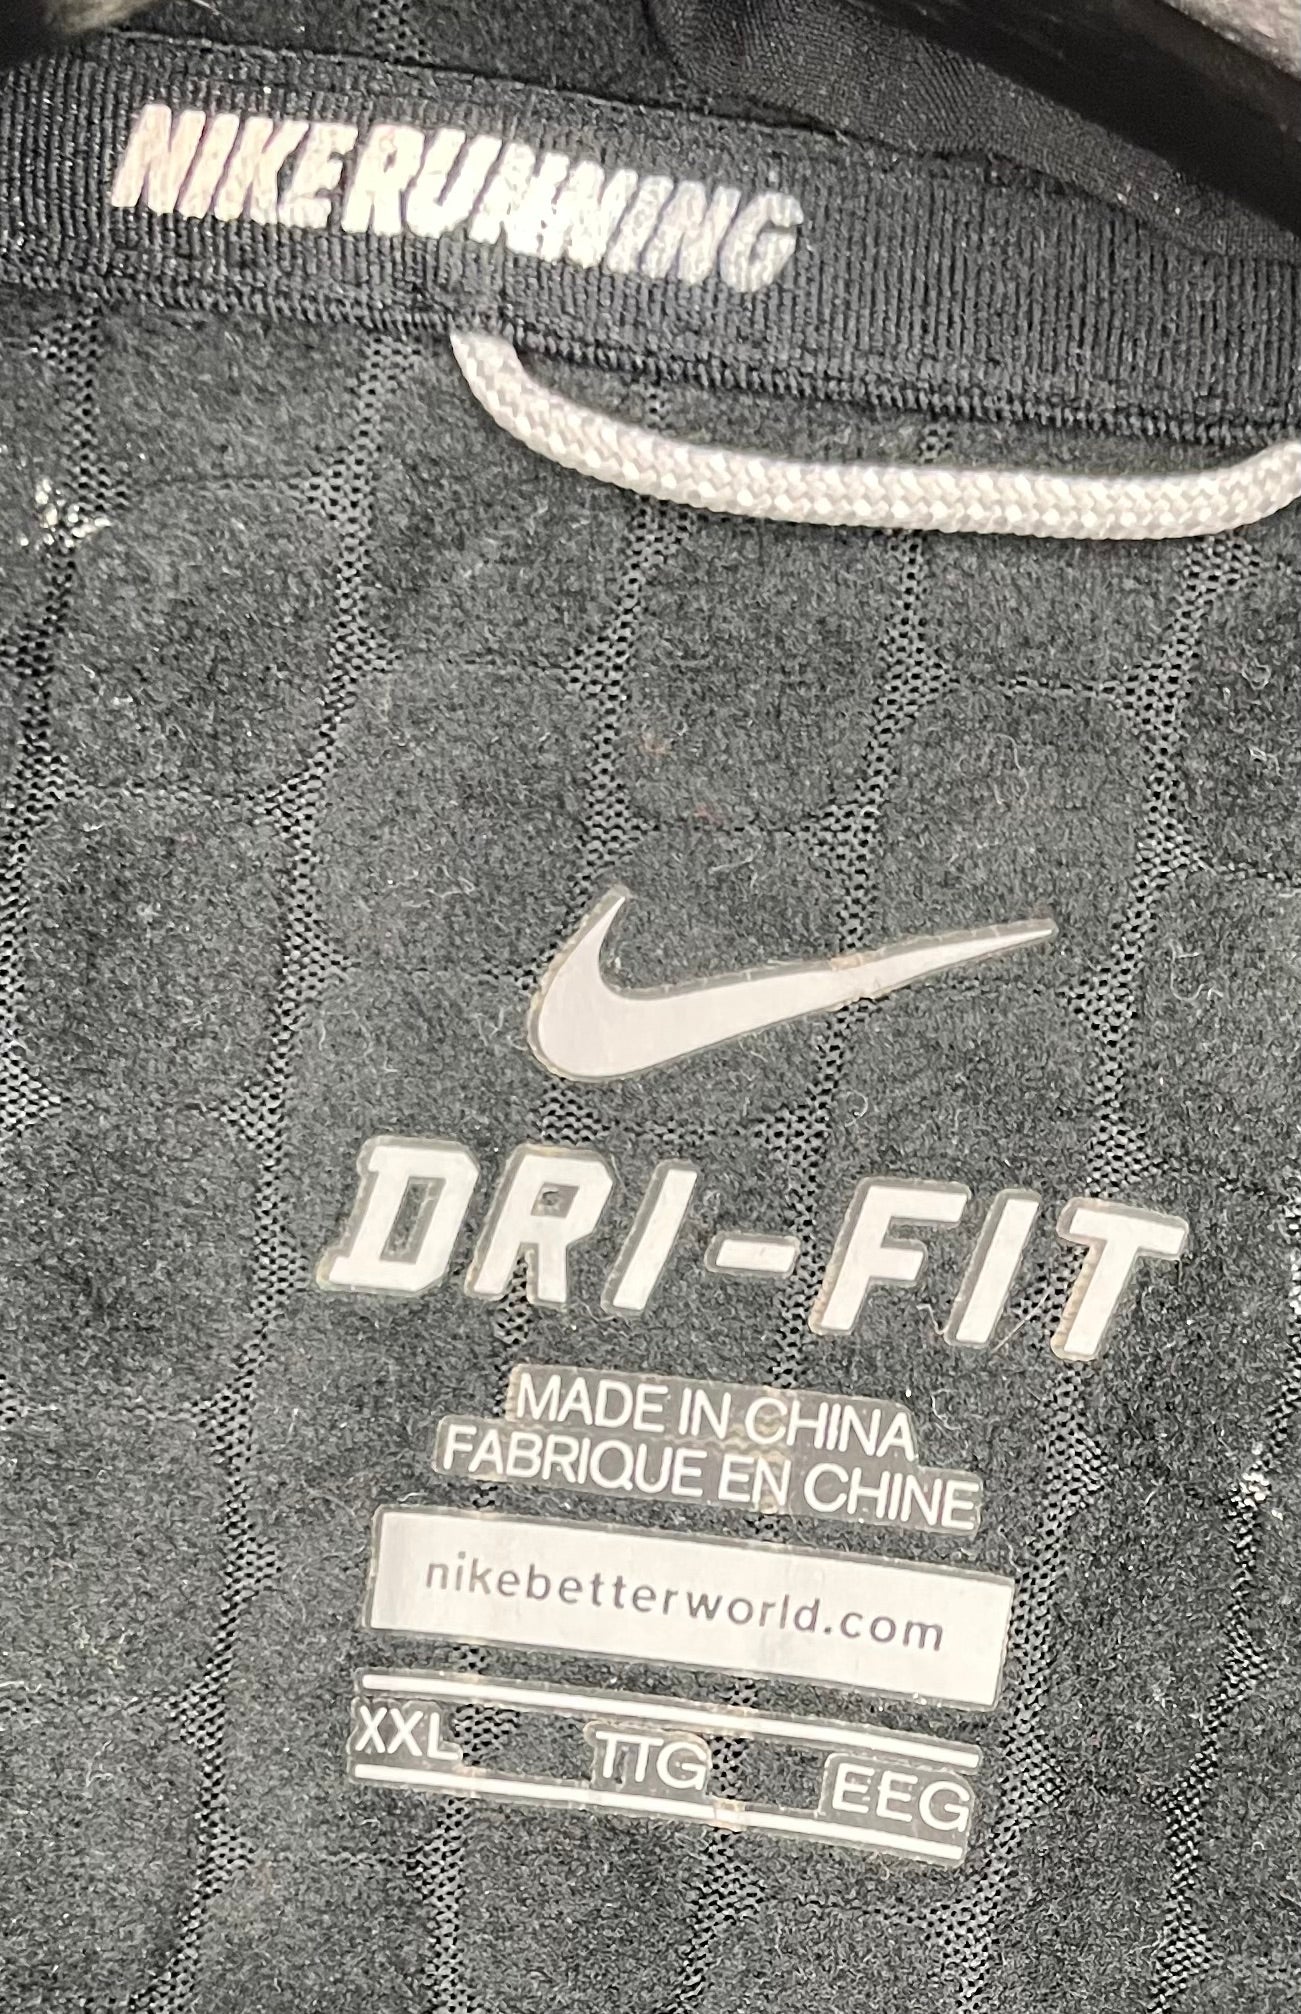 NIKERUNNING
DRI-FIT
MADE IN CHINA
FABRIQUE EN CHINE
nikebetterworld.com
XXL TTG EEG